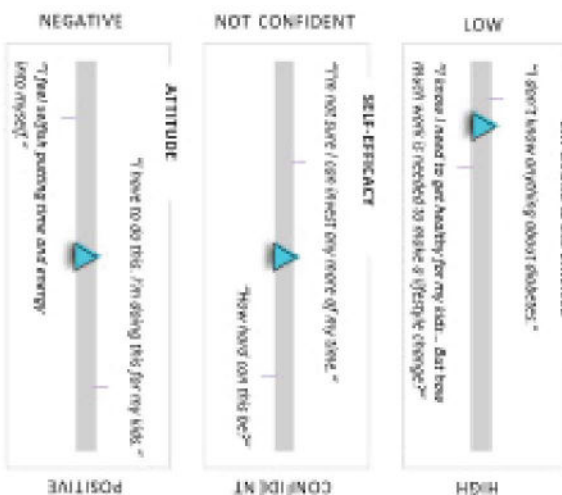 NEGATIVE
ATTITUDE
"I feel selfish putting time and energy
into myself."
"I have to do this. I'm doing this for my kids."
POSITIVE
NOT CONFIDENT
SELF-EFFICACY
"I'm not sure I can invest any more of my time."
"How hard can this be?"
CONFIDENT
LOW
"I don't know anything about diabetes."
"I know I need to get healthy for my kids... But how
much work is needed to make a lifestyle change?"
HIGH